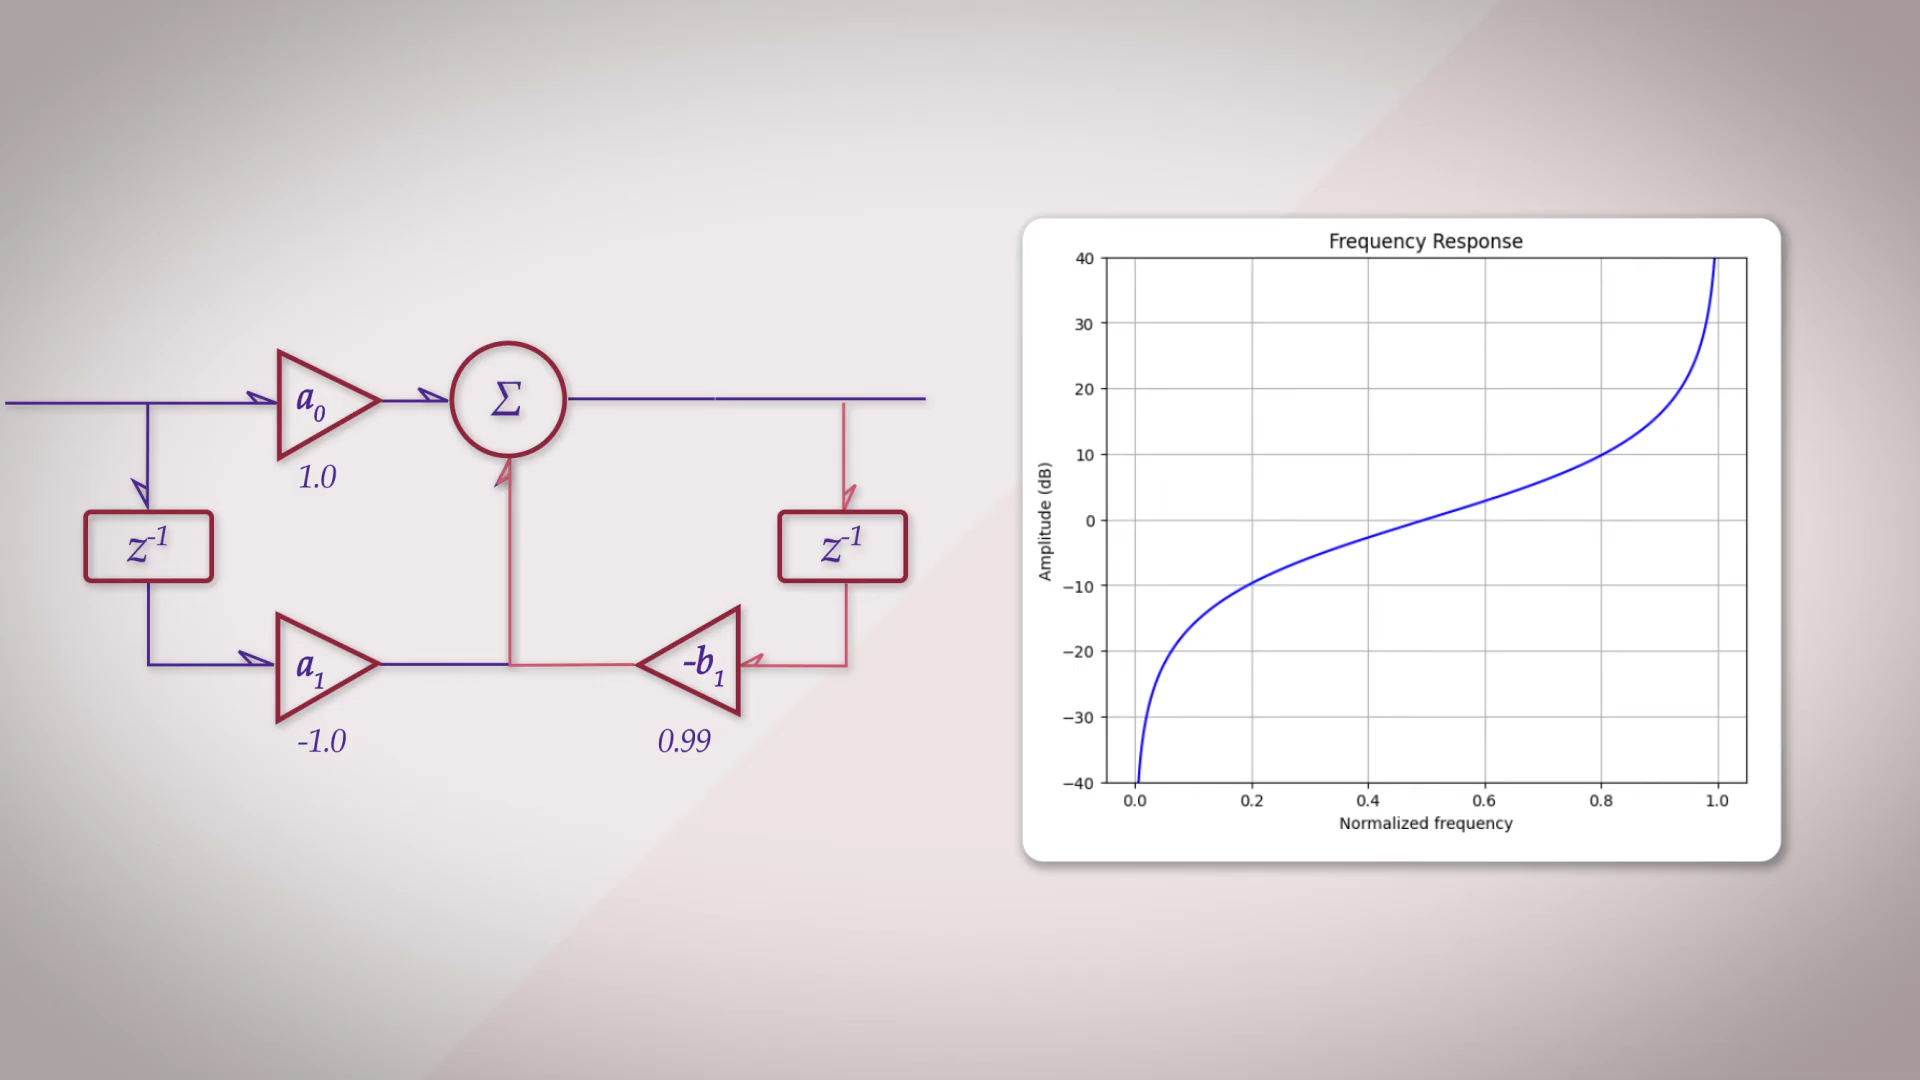 a₀
Σ
1.0
z⁻¹
z⁻¹
a₁
-b₁
-1.0
0.99
Frequency Response
40
30
20
10
0
−10
−20
−30
−40
Amplitude (dB)
0.0 0.2 0.4 0.6 0.8 1.0
Normalized frequency